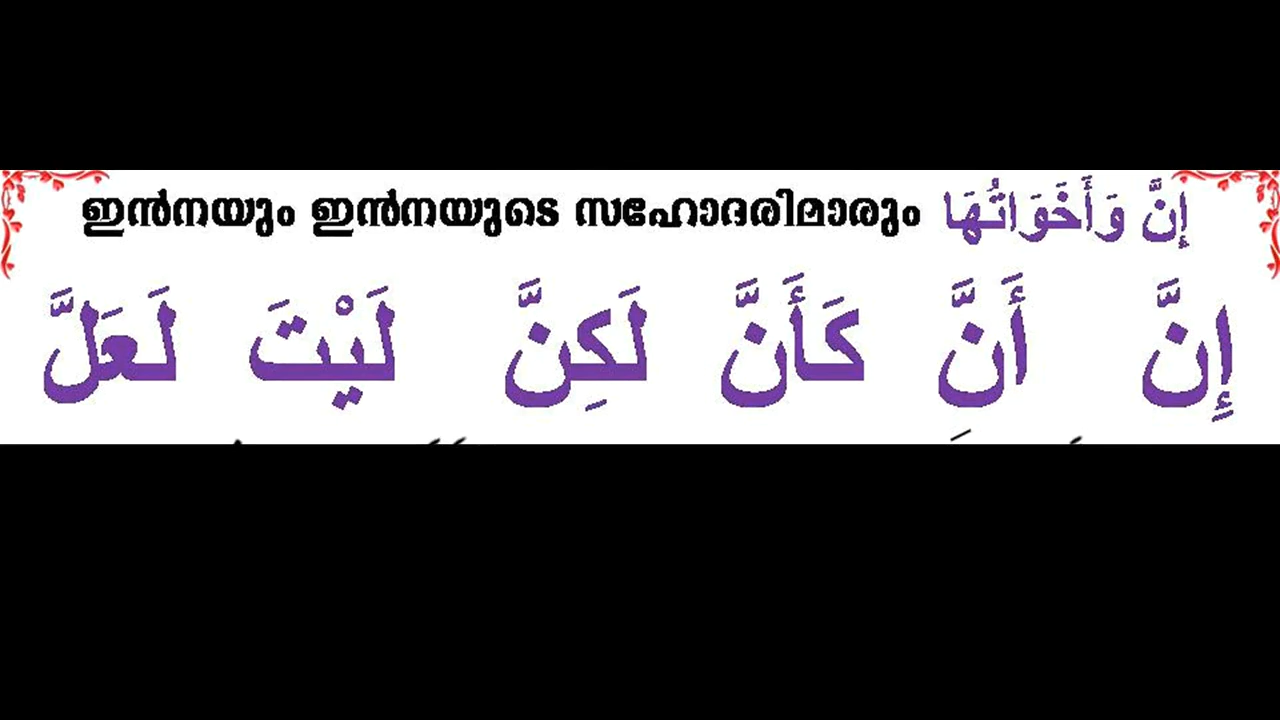 ഇൻനയും ഇൻനയുടെ സഹോദരിമാരും إِنَّ وَأَخَوَاتُهَا
إِنَّ أَنَّ كَأَنَّ لَكِنَّ لَيْتَ لَعَلَّ